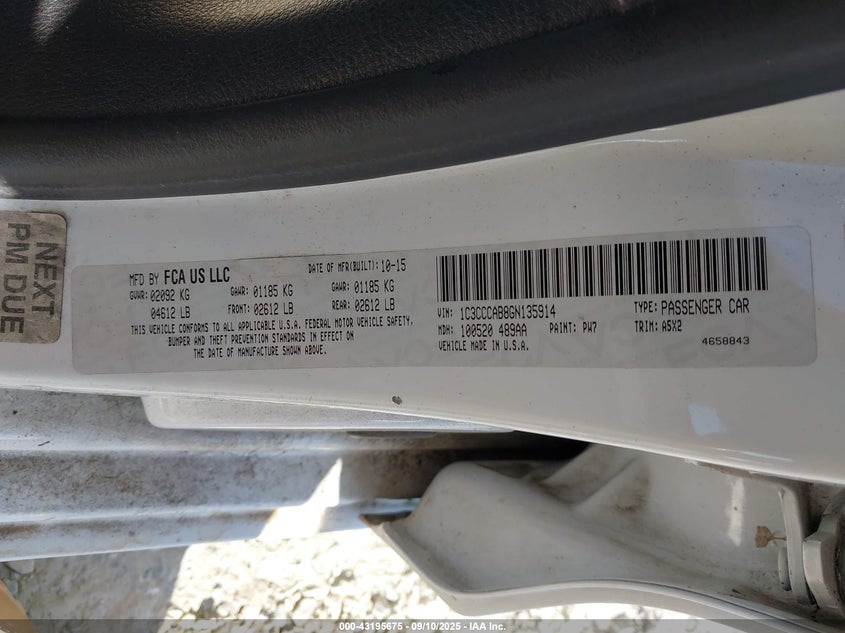 NEXT
PM DUE
MFD BY FCA US LLC
DATE OF MFR(BUILT): 10-15
GVWR: 02092 KG
GAWR: 01185 KG
GAWR: 01185 KG
04612 LB
FRONT: 02612 LB
REAR: 02612 LB
THIS VEHICLE CONFORMS TO ALL APPLICABLE U.S.A. FEDERAL MOTOR VEHICLE SAFETY,
BUMPER AND THEFT PREVENTION STANDARDS IN EFFECT ON
THE DATE OF MANUFACTURE SHOWN ABOVE.
VIN: 1C3CCCAB8GN135914
TYPE: PASSENGER CAR
MDH: 100520 489AA
PAINT: PW7
TRIM: A5X2
VEHICLE MADE IN U.S.A.
4658843
000-43195675 - 09/10/2025 - IAA Inc.